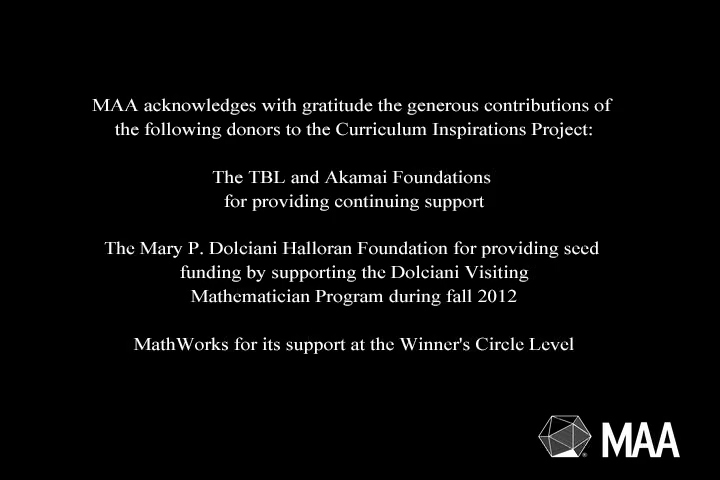 MAA acknowledges with gratitude the generous contributions of
the following donors to the Curriculum Inspirations Project:
The TBL and Akamai Foundations
for providing continuing support
The Mary P. Dolciani Halloran Foundation for providing seed
funding by supporting the Dolciani Visiting
Mathematician Program during fall 2012
MathWorks for its support at the Winner's Circle Level
MAA